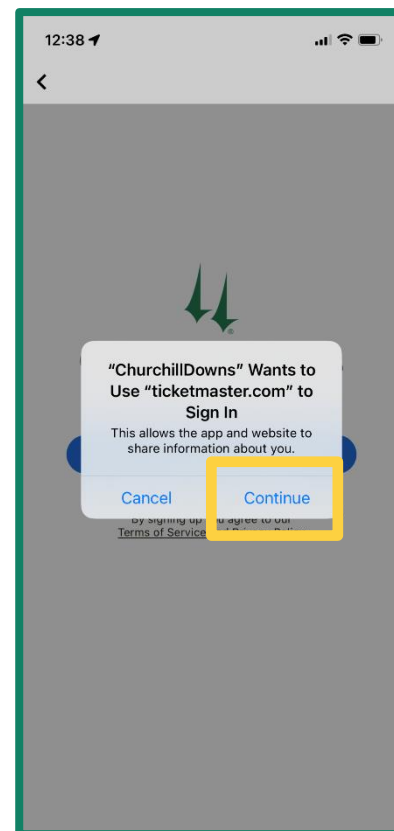 12:38
"ChurchillDowns" Wants to
Use "ticketmaster.com" to
Sign In
This allows the app and website to
share information about you.
Cancel Continue
By signing up you agree to our
Terms of Service